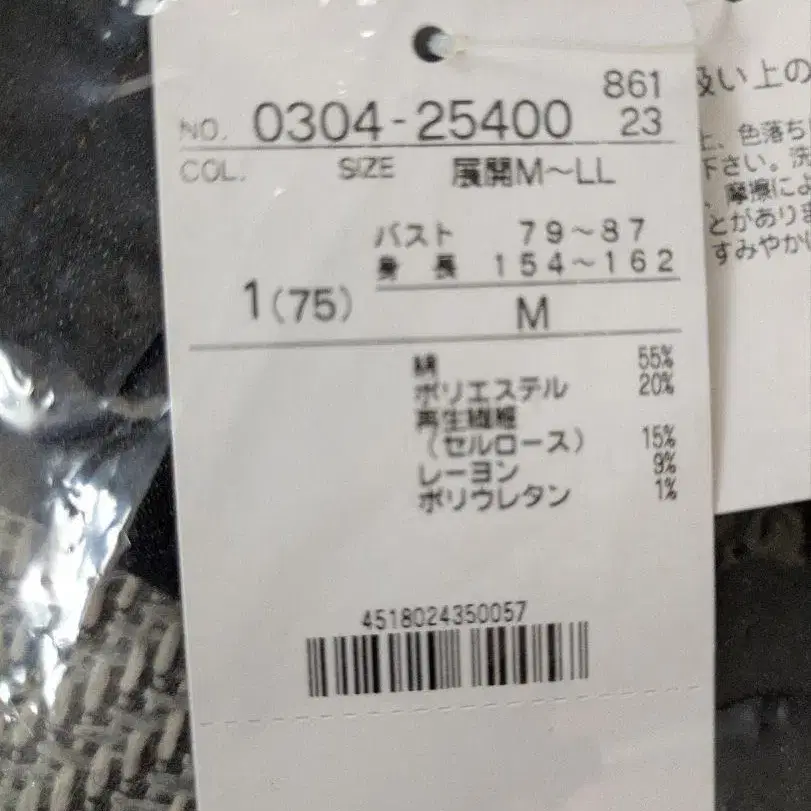 861
NO. 0304-25400 23
COL. SIZE 展開M～LL
バスト 79～87
身長 154～162
1(75) M
綿 55%
ポリエステル 20%
再生繊維
(セルロース) 15%
レーヨン 9%
ポリウレタン 1%
4518024350057
扱い上の
上、色落ち
下さい。洗
、摩擦によ
とがありま
すみやかに